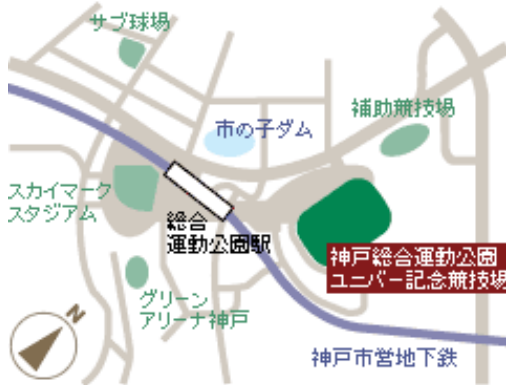 サブ球場
補助競技場
市の子ダム
スカイマーク
スタジアム
総合
運動公園駅
神戸総合運動公園
ユニバー記念競技場
グリーン
アリーナ神戸
神戸市営地下鉄
N